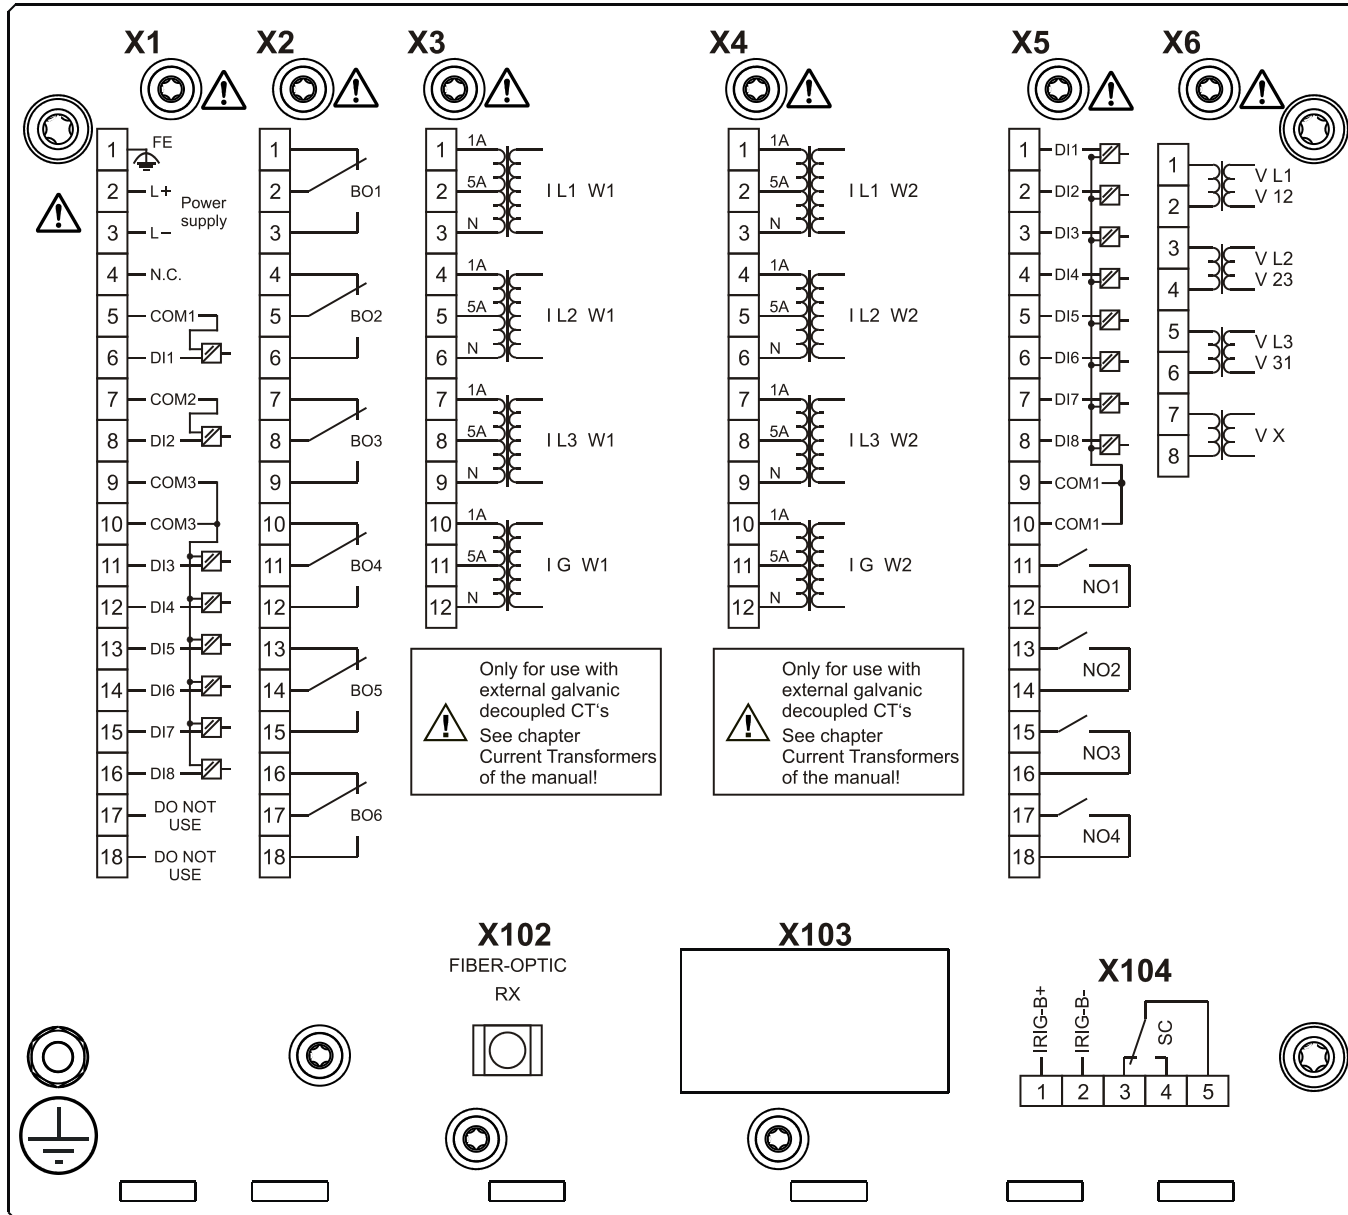 X1
1 FE
2 L+
Power
supply
3 L–
4 N.C.
5 COM1
6 DI1
7 COM2
8 DI2
9 COM3
10 COM3
11 DI3
12 DI4
13 DI5
14 DI6
15 DI7
16 DI8
17 DO NOT
USE
18 DO NOT
USE
X2
1
2 BO1
3
4
5 BO2
6
7
8 BO3
9
10
11 BO4
12
13
14 BO5
15
16
17 BO6
18
X3
1 1A
2 5A I L1 W1
3 N
4 1A
5 5A I L2 W1
6 N
7 1A
8 5A I L3 W1
9 N
10 1A
11 5A I G W1
12 N
Only for use with
external galvanic
decoupled CT‘s
See chapter
Current Transformers
of the manual!
X4
1 1A
2 5A I L1 W2
3 N
4 1A
5 5A I L2 W2
6 N
7 1A
8 5A I L3 W2
9 N
10 1A
11 5A I G W2
12 N
Only for use with
external galvanic
decoupled CT‘s
See chapter
Current Transformers
of the manual!
X5
1 DI1
2 DI2
3 DI3
4 DI4
5 DI5
6 DI6
7 DI7
8 DI8
9 COM1
10 COM1
11
NO1
12
13
NO2
14
15
NO3
16
17
NO4
18
X6
1 V L1
2 V 12
3 V L2
4 V 23
5 V L3
6 V 31
7
V X
8
X102
FIBER-OPTIC
RX
X103
X104
IRIG-B+
IRIG-B-
SC
1 2 3 4 5